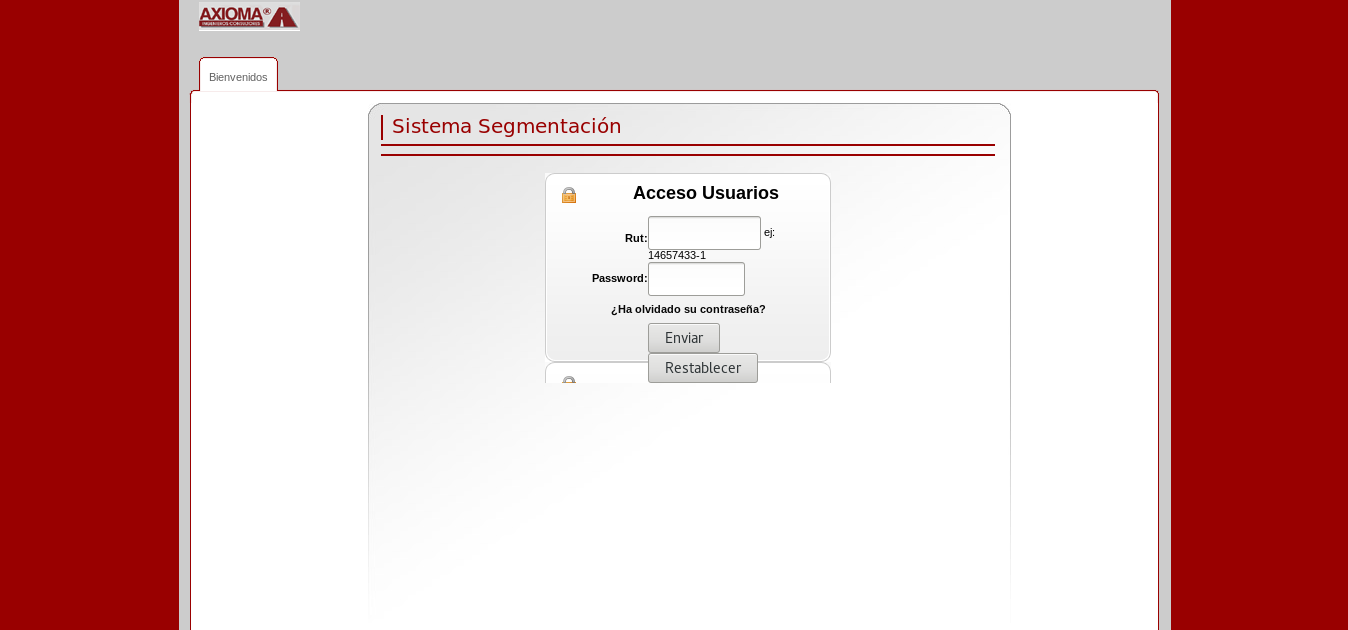 AXIOMA®
INGENIEROS CONSULTORES
Bienvenidos
Sistema Segmentación
Acceso Usuarios
Rut: ej:
14657433-1
Password:
¿Ha olvidado su contraseña?
Enviar
Restablecer